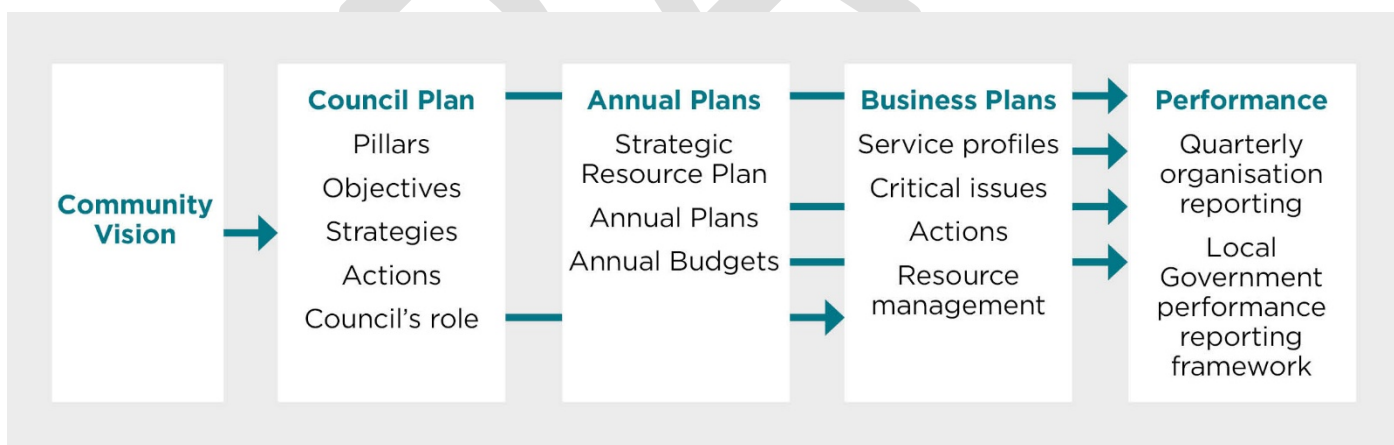 Community
Vision
Council Plan
Pillars
Objectives
Strategies
Actions
Council’s role
Annual Plans
Strategic
Resource Plan
Annual Plans
Annual Budgets
Business Plans
Service profiles
Critical issues
Actions
Resource
management
Performance
Quarterly
organisation
reporting
Local
Government
performance
reporting
framework